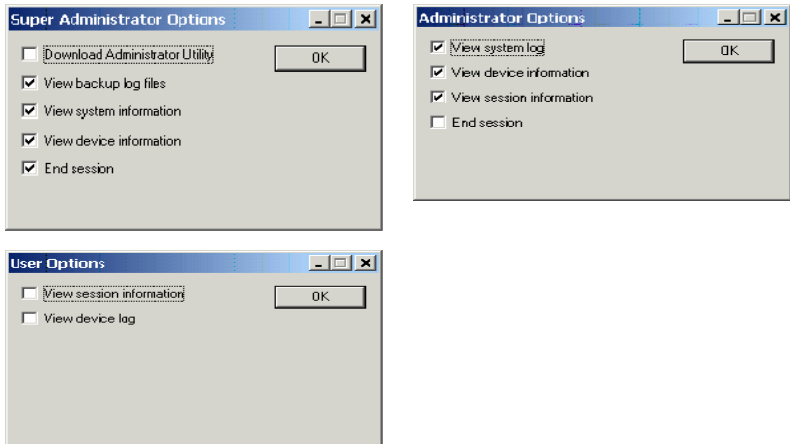 Super Administrator Options
Download Administrator Utility
OK
View backup log files
View system information
View device information
End session
Administrator Options
View system log
OK
View device information
View session information
End session
User Options
View session information
OK
View device log